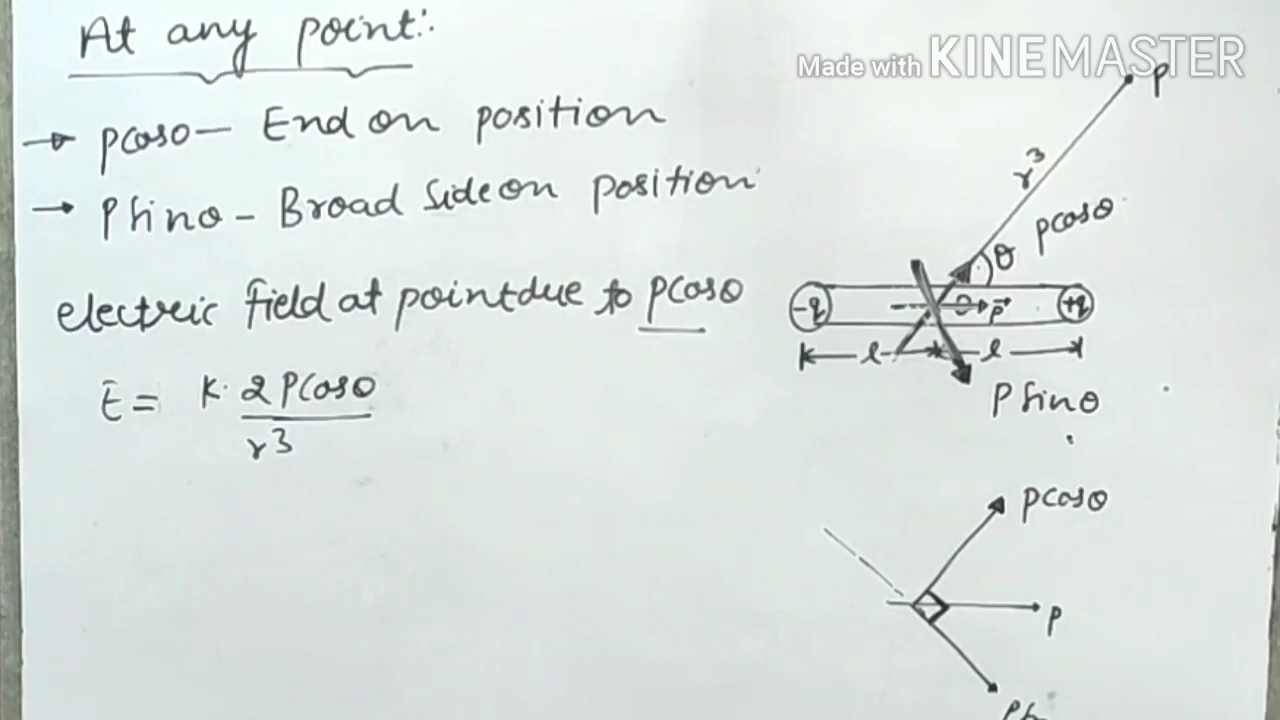 At any point:.
Made with KINEMASTER
P
→ pcosθ - End on position
r3
→ Psinθ - Broad side on position
pcosθ
θ
electric field at point due to pcosθ
-q
p⃗
+q
l
l
Psinθ
E = K. 2Pcosθ
r3
pcosθ
p